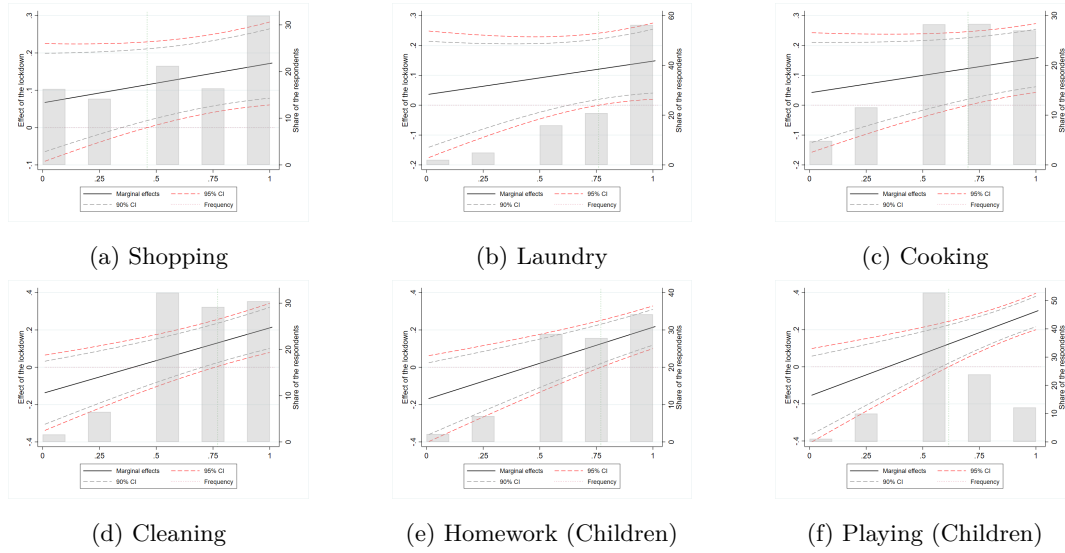 Effect of the lockdown
-.1 0 .1 .2 .3
0 10 20 30
Share of the respondents
0 .25 .5 .75 1
Marginal effects 95% CI
90% CI Frequency
(a) Shopping
Effect of the lockdown
-.2 -.1 0 .1 .2 .3
0 20 40 60
Share of the respondents
0 .25 .5 .75 1
Marginal effects 95% CI
90% CI Frequency
(b) Laundry
Effect of the lockdown
-.2 -.1 0 .1 .2 .3
0 10 20 30
Share of the respondents
0 .25 .5 .75 1
Marginal effects 95% CI
90% CI Frequency
(c) Cooking
Effect of the lockdown
-.4 -.2 0 .2 .4
0 10 20 30
Share of the respondents
0 .25 .5 .75 1
Marginal effects 95% CI
90% CI Frequency
(d) Cleaning
Effect of the lockdown
-.4 -.2 0 .2 .4
0 10 20 30 40
Share of the respondents
0 .25 .5 .75 1
Marginal effects 95% CI
90% CI Frequency
(e) Homework (Children)
Effect of the lockdown
-.4 -.2 0 .2 .4
0 10 20 30 40 50
Share of the respondents
0 .25 .5 .75 1
Marginal effects 95% CI
90% CI Frequency
(f) Playing (Children)